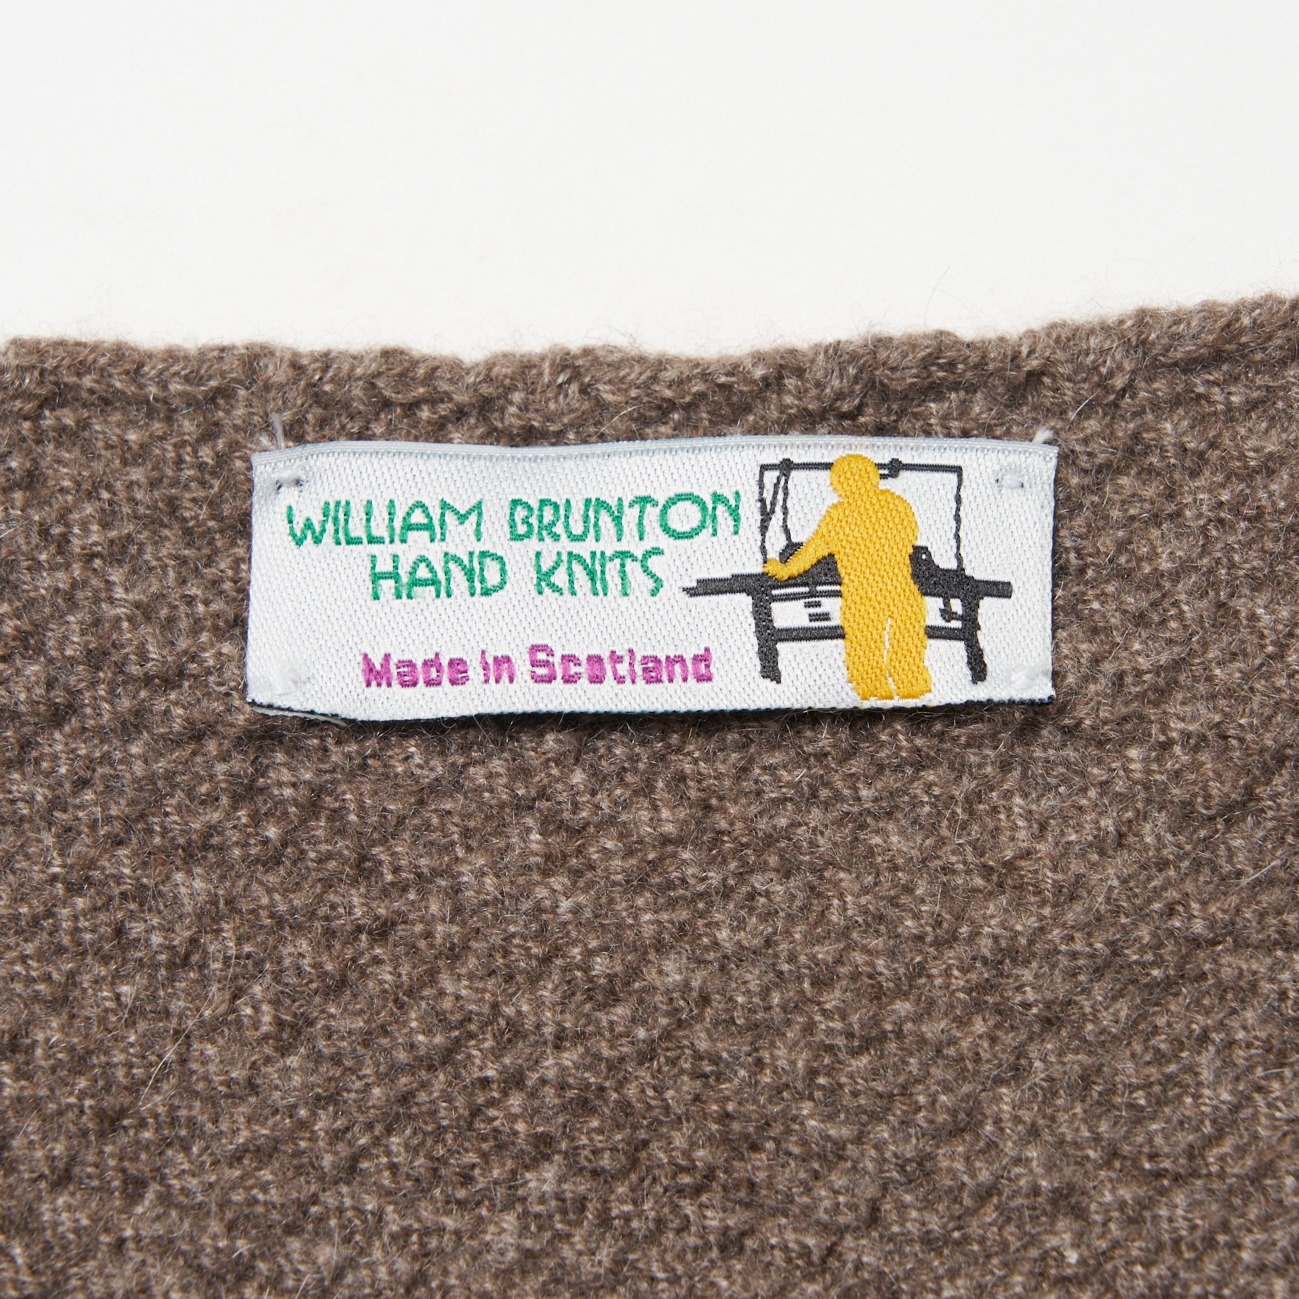 WILLIAM BRUNTON
HAND KNITS
Made in Scotland